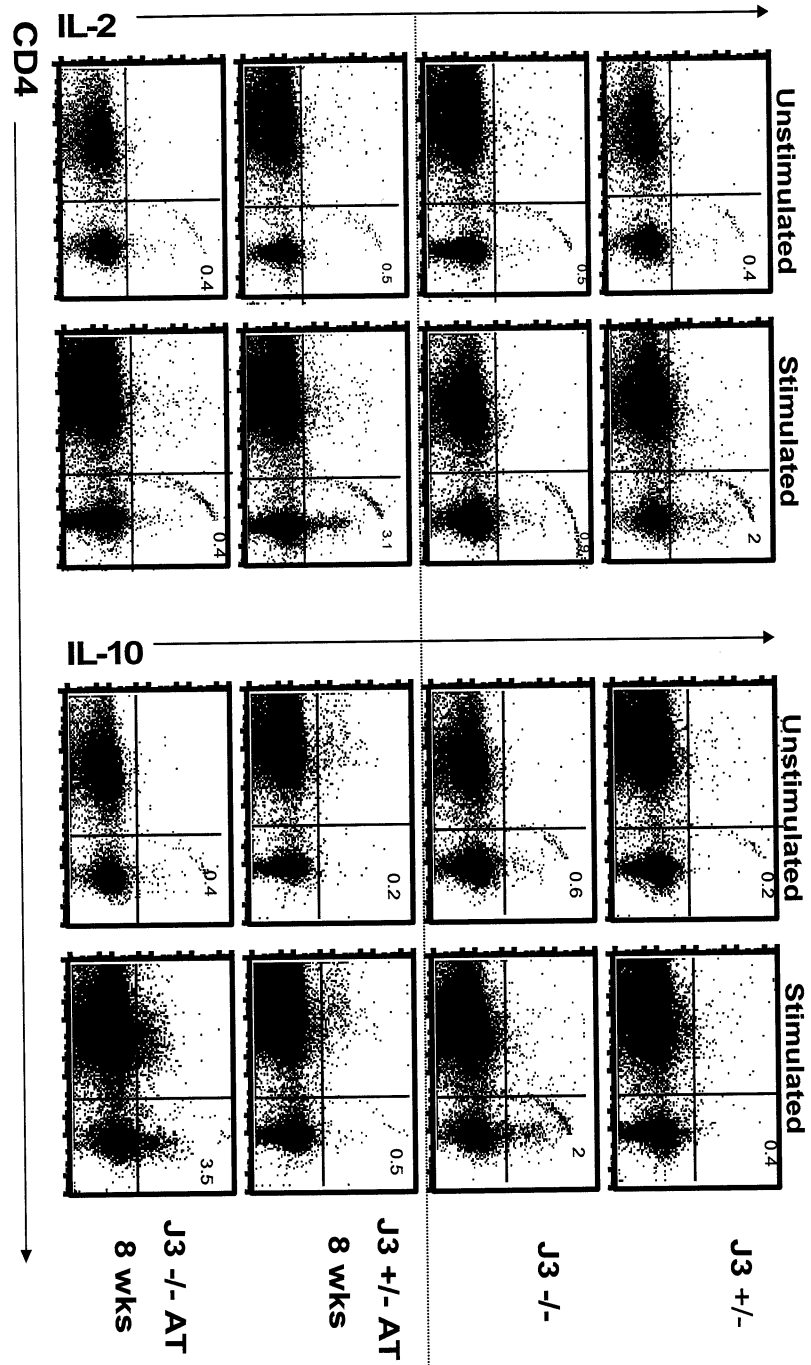 Unstimulated
Stimulated
Unstimulated
Stimulated
0.4
2
0.2
0.4
J3 +/-
0.5
0.9
0.6
2
J3 -/-
0.5
3.1
0.2
0.5
J3 +/- AT
8 wks
0.4
0.4
0.4
3.5
J3 -/- AT
8 wks
IL-2
IL-10
CD4